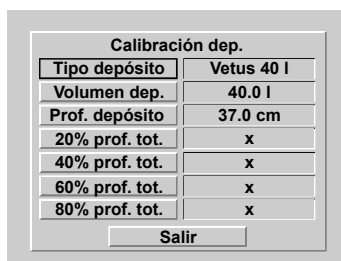 Calibración dep.
Tipo depósito Vetus 40 l
Volumen dep. 40.0 l
Prof. depósito 37.0 cm
20% prof. tot. x
40% prof. tot. x
60% prof. tot. x
80% prof. tot. x
Salir